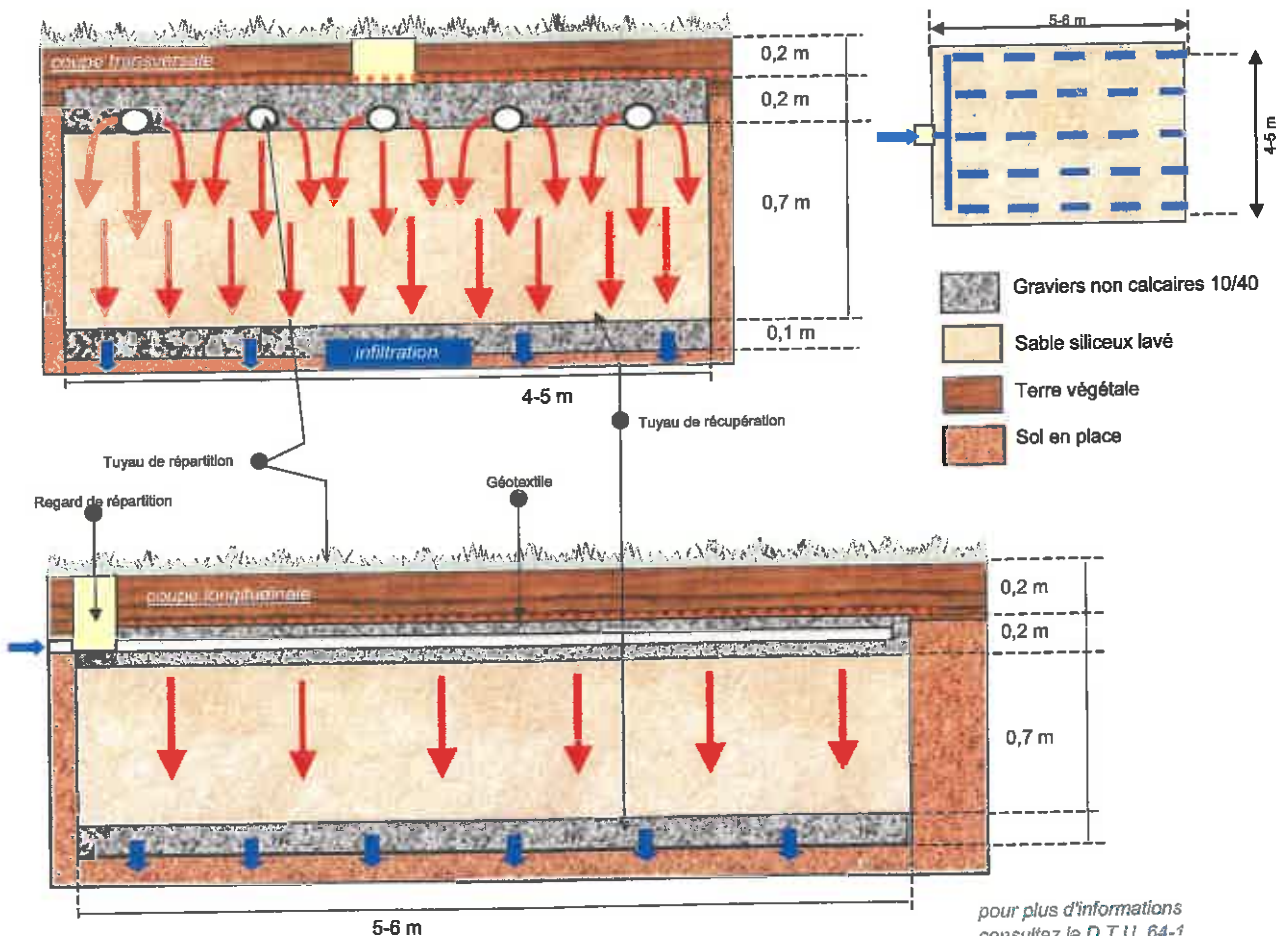 coupe transversale
0,2 m
0,2 m
0,7 m
0,1 m
infiltration
4-5 m
5-6 m
4-5 m
Graviers non calcaires 10/40
Sable siliceux lavé
Terre végétale
Sol en place
Tuyau de récupération
Tuyau de répartition
Géotextile
Regard de répartition
coupe longitudinale
0,2 m
0,2 m
0,7 m
5-6 m
pour plus d'informations
consultez le D.T.U. 64-1